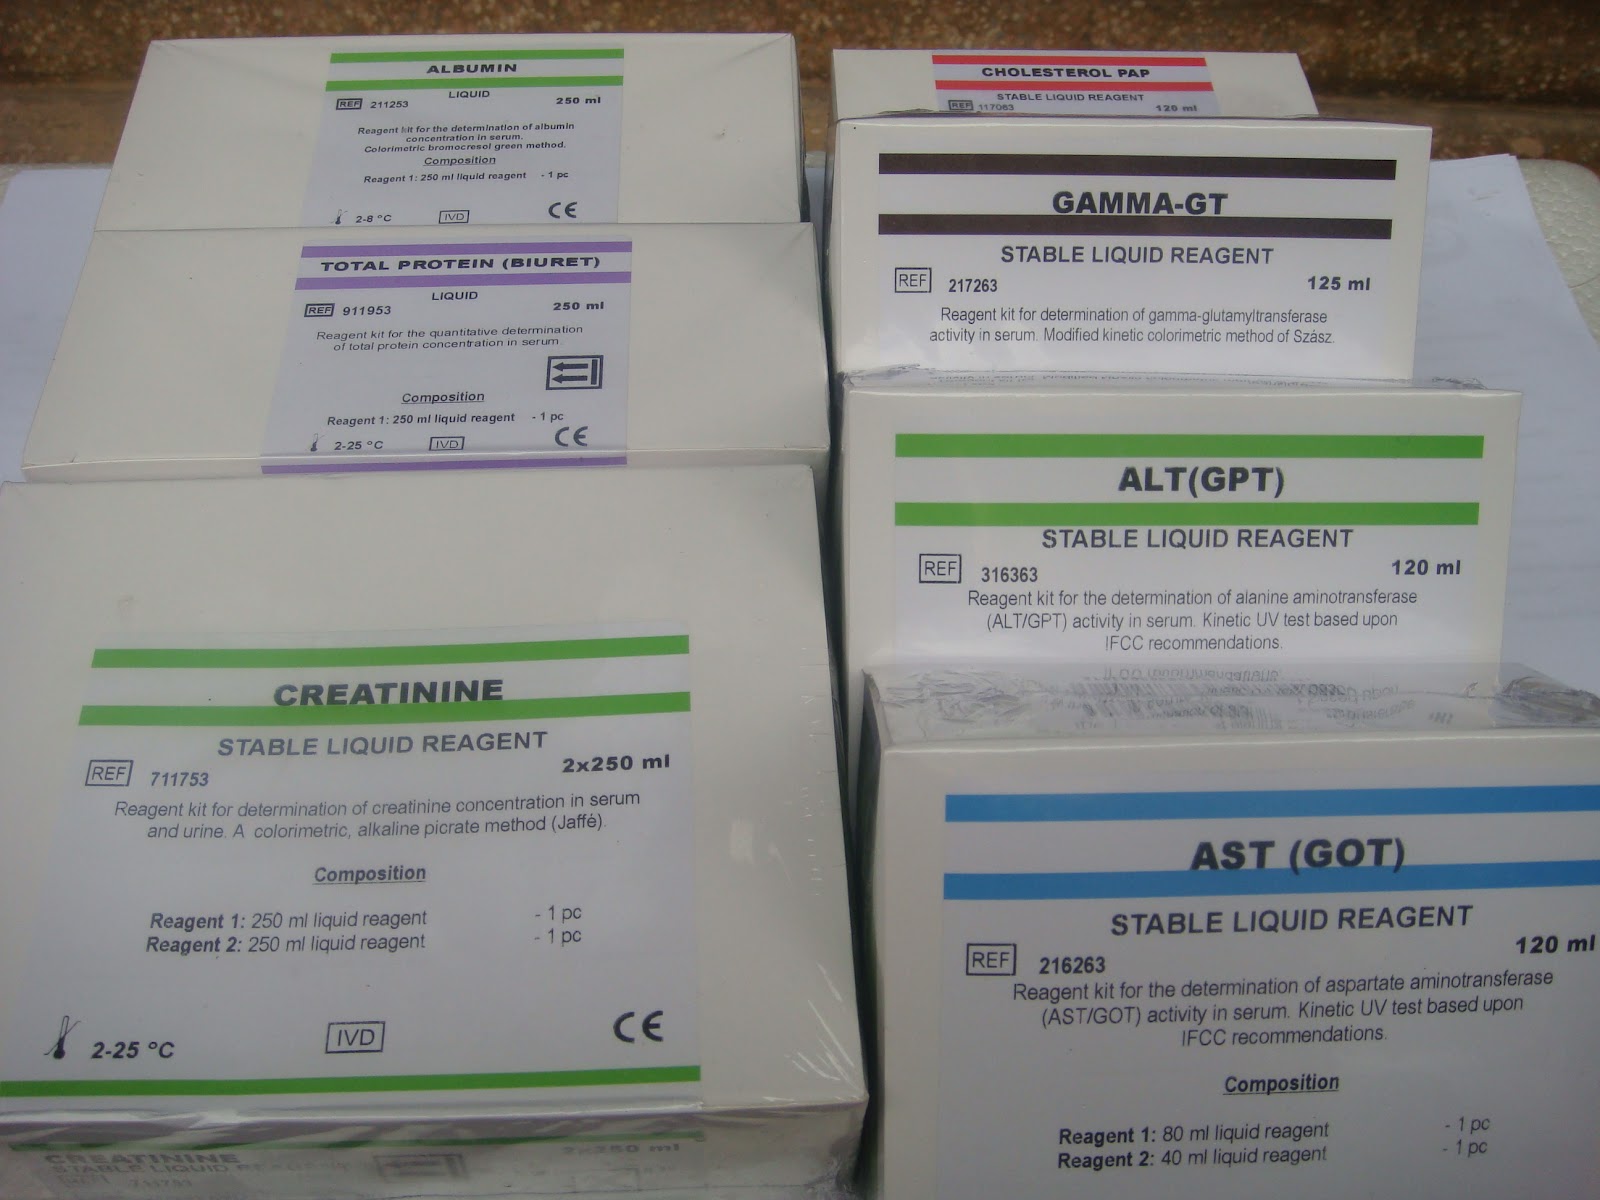 ALBUMIN
LIQUID
REF 211253 250 ml
Reagent kit for the determination of albumin
concentration in serum.
Colorimetric bromocresol green method.
Composition
Reagent 1: 250 ml liquid reagent - 1 pc
2-8 °C IVD CE
TOTAL PROTEIN (BIURET)
LIQUID
REF 911953 250 ml
Reagent kit for the quantitative determination
of total protein concentration in serum.
Composition
Reagent 1: 250 ml liquid reagent - 1 pc
2-25 °C IVD CE
CREATININE
STABLE LIQUID REAGENT
REF 711753 2x250 ml
Reagent kit for determination of creatinine concentration in serum
and urine. A colorimetric, alkaline picrate method (Jaffé).
Composition
Reagent 1: 250 ml liquid reagent - 1 pc
Reagent 2: 250 ml liquid reagent - 1 pc
2-25 °C IVD CE
CREATININE 2x250 ml
STABLE LIQUID REAGENT
CHOLESTEROL PAP
STABLE LIQUID REAGENT
REF 117063 120 ml
GAMMA-GT
STABLE LIQUID REAGENT
REF 217263 125 ml
Reagent kit for determination of gamma-glutamyltransferase
activity in serum. Modified kinetic colorimetric method of Szász.
ALT(GPT)
STABLE LIQUID REAGENT
REF 316363 120 ml
Reagent kit for the determination of alanine aminotransferase
(ALT/GPT) activity in serum. Kinetic UV test based upon
IFCC recommendations.
AST (GOT)
STABLE LIQUID REAGENT
REF 216263 120 ml
Reagent kit for the determination of aspartate aminotransferase
(AST/GOT) activity in serum. Kinetic UV test based upon
IFCC recommendations.
Composition
Reagent 1: 80 ml liquid reagent - 1 pc
Reagent 2: 40 ml liquid reagent - 1 pc